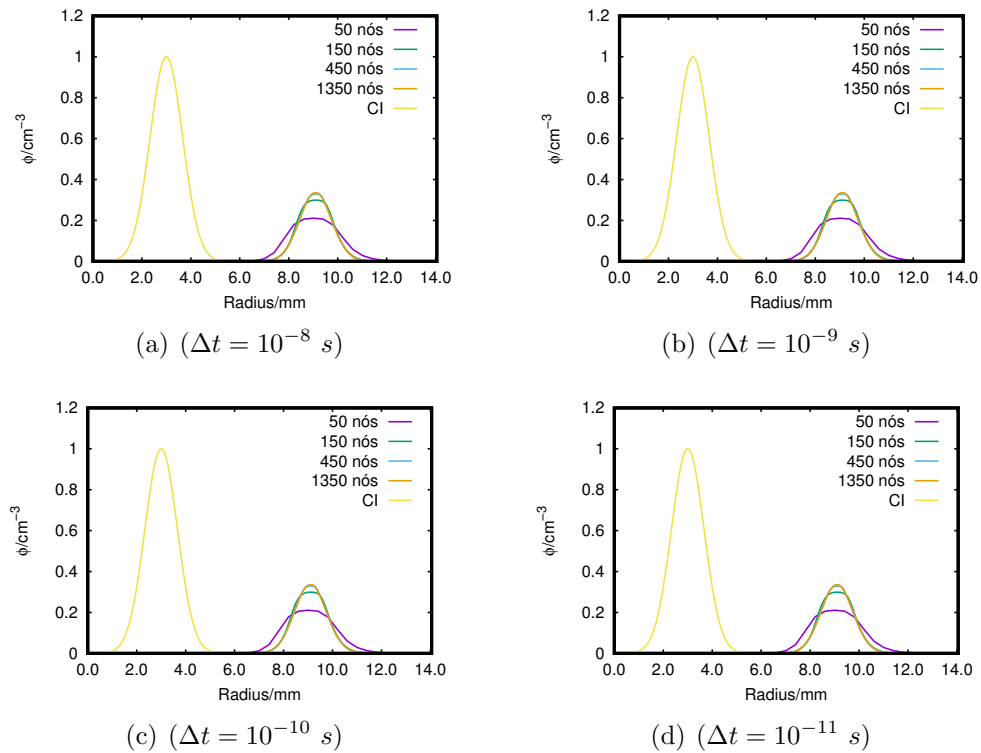 1.2
1
0.8
0.6
0.4
0.2
0
ϕ/cm⁻³
50 nós
150 nós
450 nós
1350 nós
CI
0.0 2.0 4.0 6.0 8.0 10.0 12.0 14.0
Radius/mm
(a) (Δt = 10⁻⁸ s)
1.2
1
0.8
0.6
0.4
0.2
0
ϕ/cm⁻³
50 nós
150 nós
450 nós
1350 nós
CI
0.0 2.0 4.0 6.0 8.0 10.0 12.0 14.0
Radius/mm
(b) (Δt = 10⁻⁹ s)
1.2
1
0.8
0.6
0.4
0.2
0
ϕ/cm⁻³
50 nós
150 nós
450 nós
1350 nós
CI
0.0 2.0 4.0 6.0 8.0 10.0 12.0 14.0
Radius/mm
(c) (Δt = 10⁻¹⁰ s)
1.2
1
0.8
0.6
0.4
0.2
0
ϕ/cm⁻³
50 nós
150 nós
450 nós
1350 nós
CI
0.0 2.0 4.0 6.0 8.0 10.0 12.0 14.0
Radius/mm
(d) (Δt = 10⁻¹¹ s)